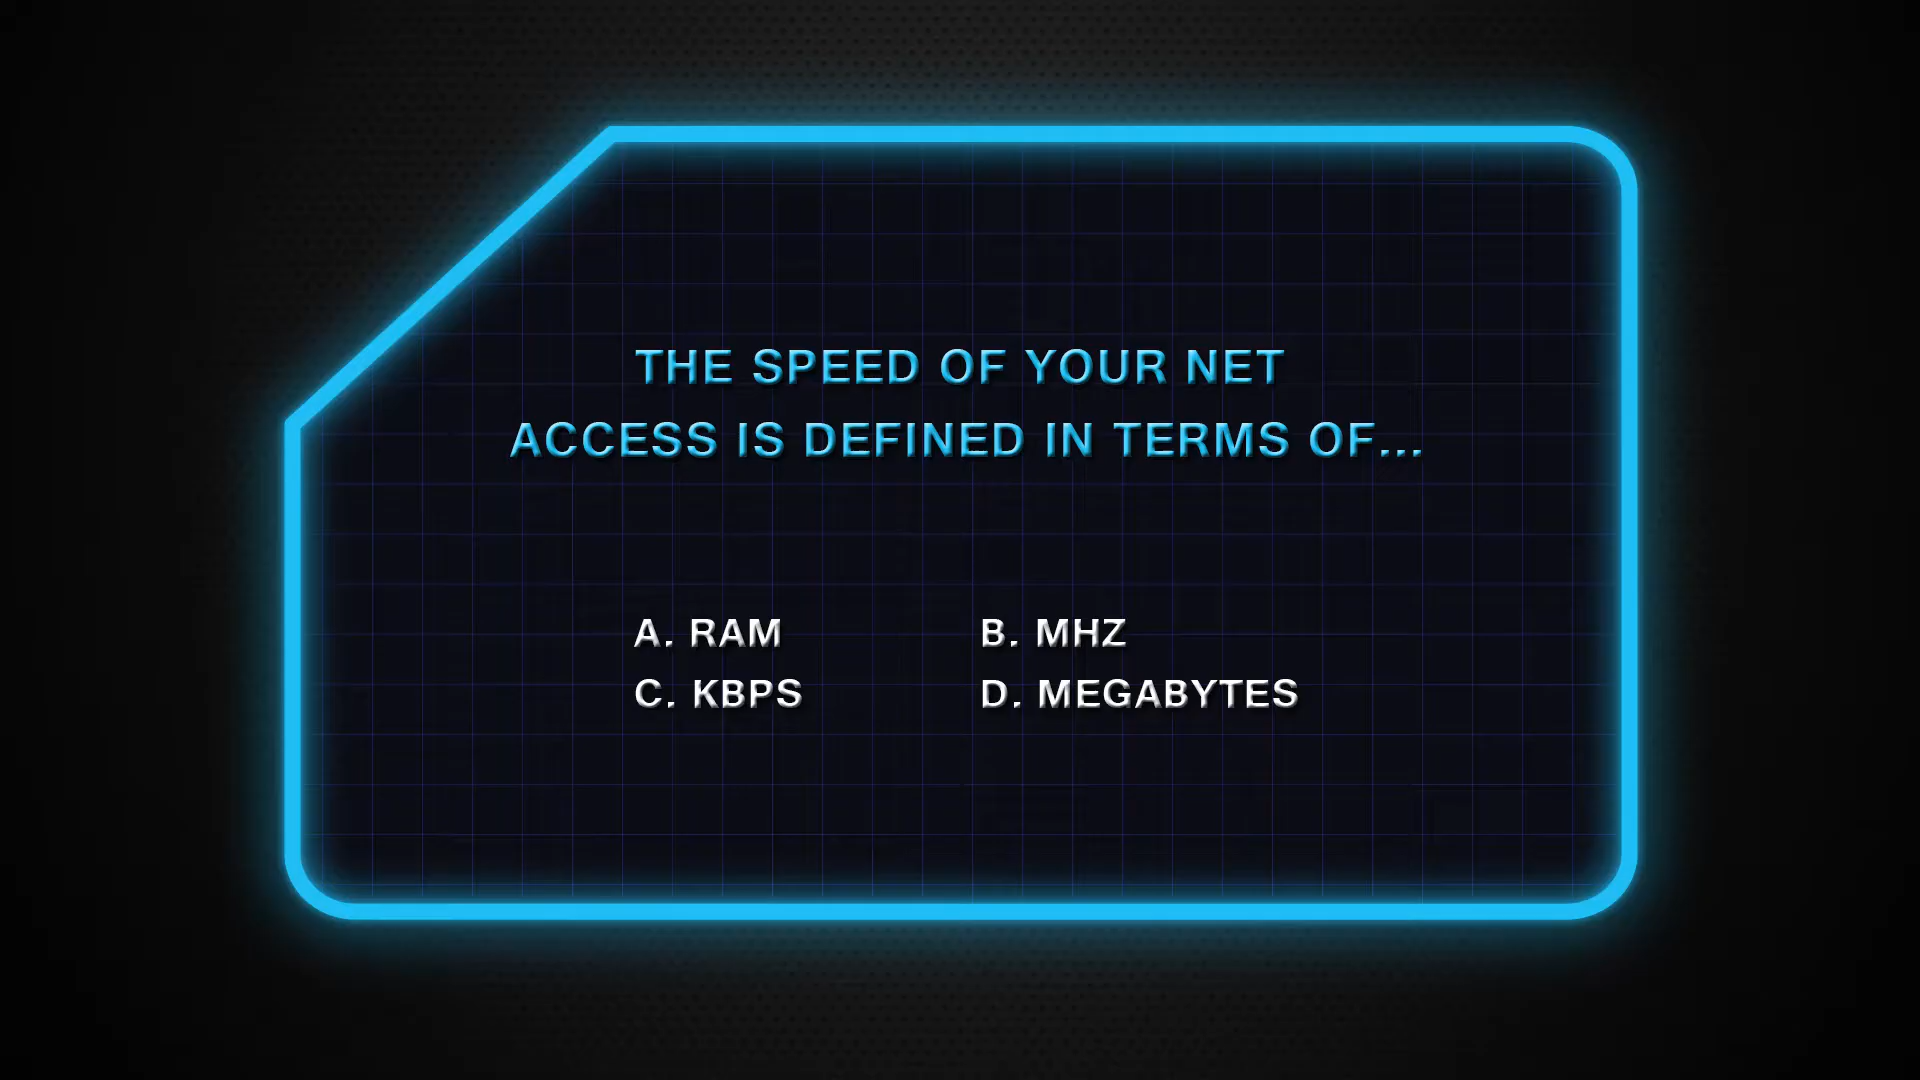 THE SPEED OF YOUR NET
ACCESS IS DEFINED IN TERMS OF...
A. RAM
B. MHZ
C. KBPS
D. MEGABYTES